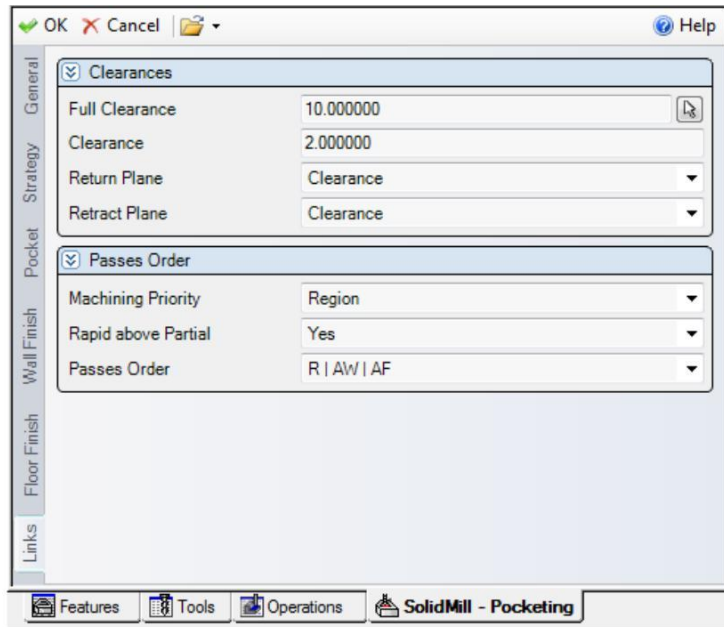 OK Cancel Help
General
Strategy
Pocket
Wall Finish
Floor Finish
Links
Clearances
Full Clearance 10.000000
Clearance 2.000000
Return Plane Clearance
Retract Plane Clearance
Passes Order
Machining Priority Region
Rapid above Partial Yes
Passes Order R | AW | AF
Features Tools Operations SolidMill - Pocketing